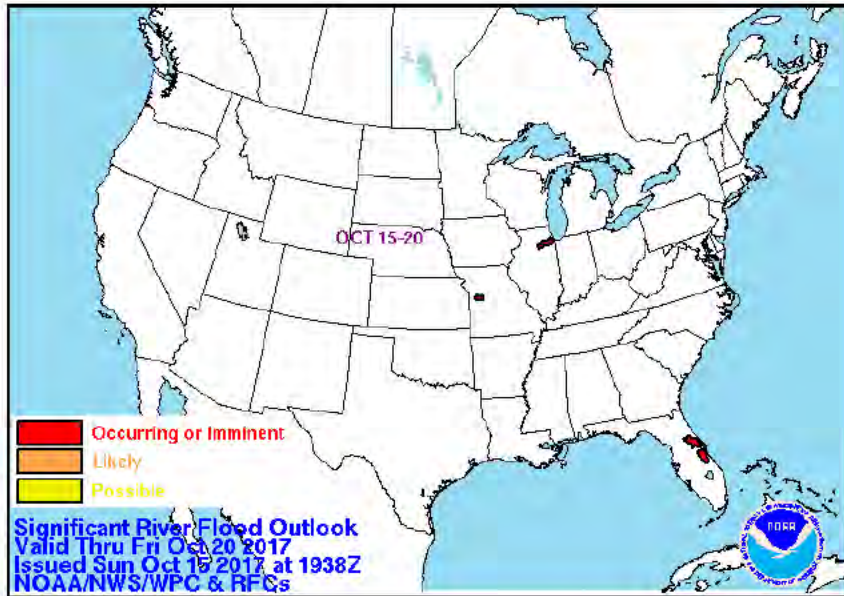 OCT 15-20
Occurring or Imminent
Likely
Possible
Significant River Flood Outlook
Valid Thru Fri Oct 20 2017
Issued Sun Oct 15 2017 at 1938Z
NOAA/NWS/WPC & RFCs
NOAA